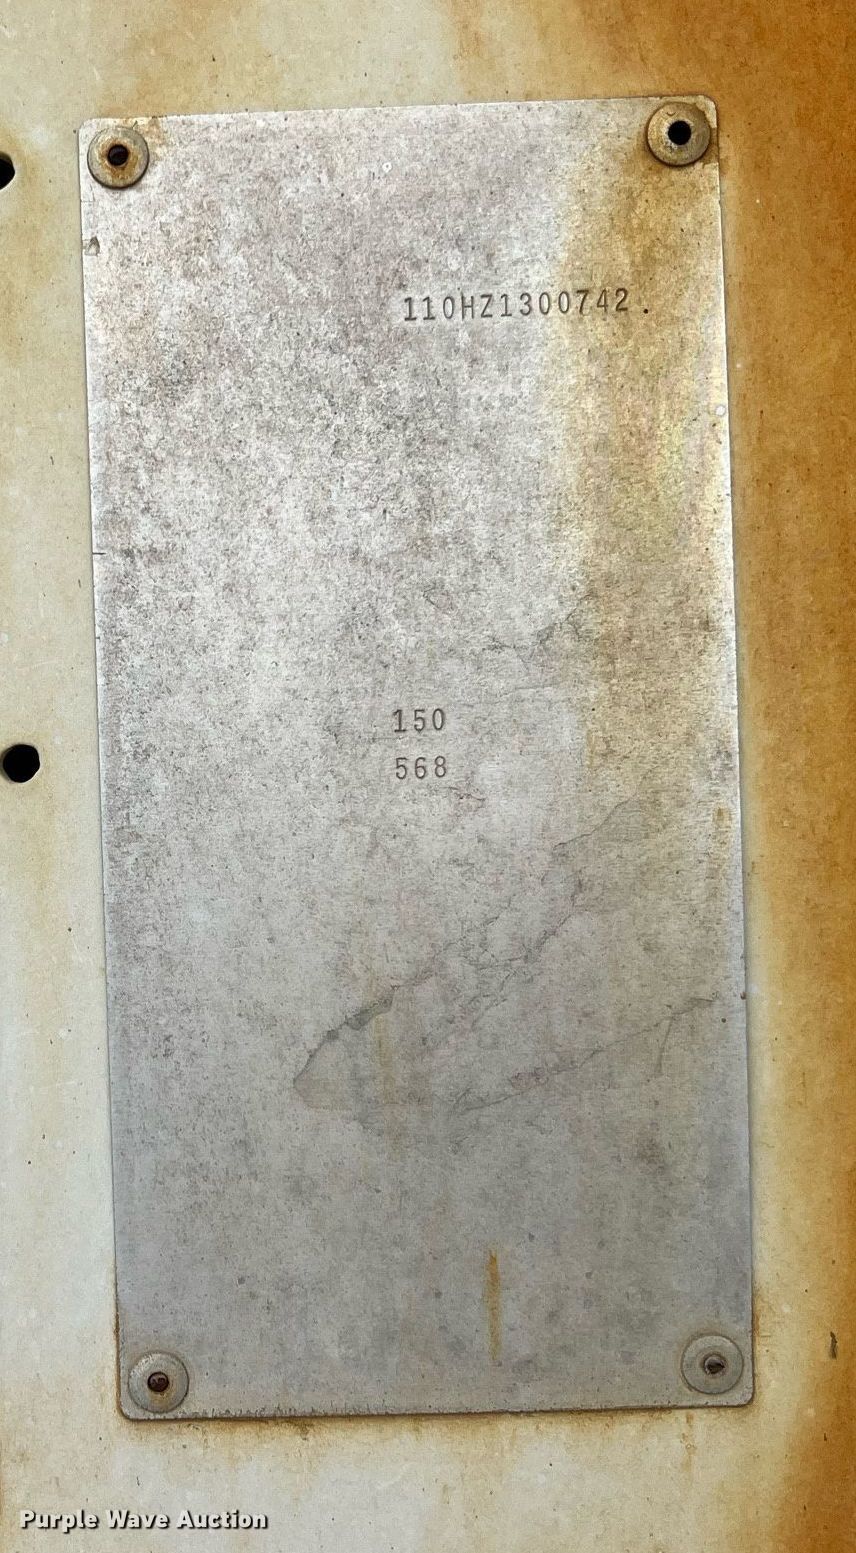 110HZ1300742.
150
568
Purple Wave Auction